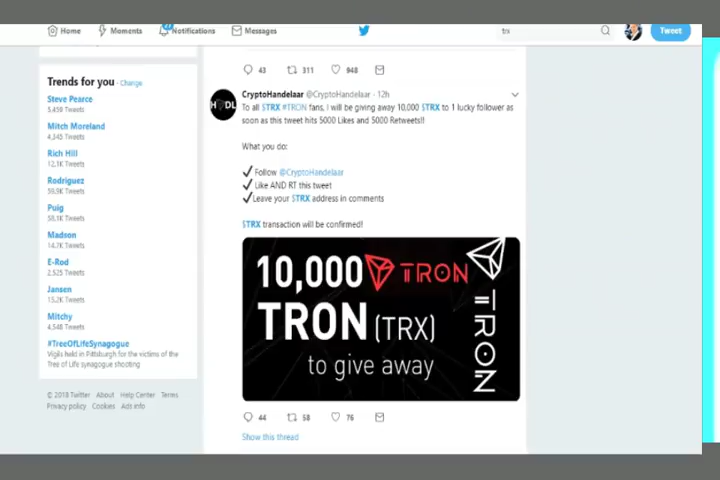 Home Moments 22 Notifications Messages trx Tweet
43 311 948
Trends for you · Change
Steve Pearce
5,459 Tweets
Mitch Moreland
4,345 Tweets
Rich Hill
12.1K Tweets
Rodriguez
59.9K Tweets
Puig
58.1K Tweets
Madson
14.7K Tweets
E-Rod
2,525 Tweets
Jansen
15.2K Tweets
Mitchy
4,548 Tweets
#TreeOfLifeSynagogue
Vigils held in Pittsburgh for the victims of the
Tree of Life synagogue shooting
© 2018 Twitter About Help Center Terms
Privacy policy Cookies Ads info
H DL
CryptoHandelaar @CryptoHandelaar · 12h
To all $TRX #TRON fans, I will be giving away 10,000 $TRX to 1 lucky follower as
soon as this tweet hits 5000 Likes and 5000 Retweets!!
What you do:
✓ Follow @CryptoHandelaar
✓ Like AND RT this tweet
✓ Leave your $TRX address in comments
$TRX transaction will be confirmed!
10,000 TRON
TRON (TRX)
to give away
TRON
44 58 76
Show this thread